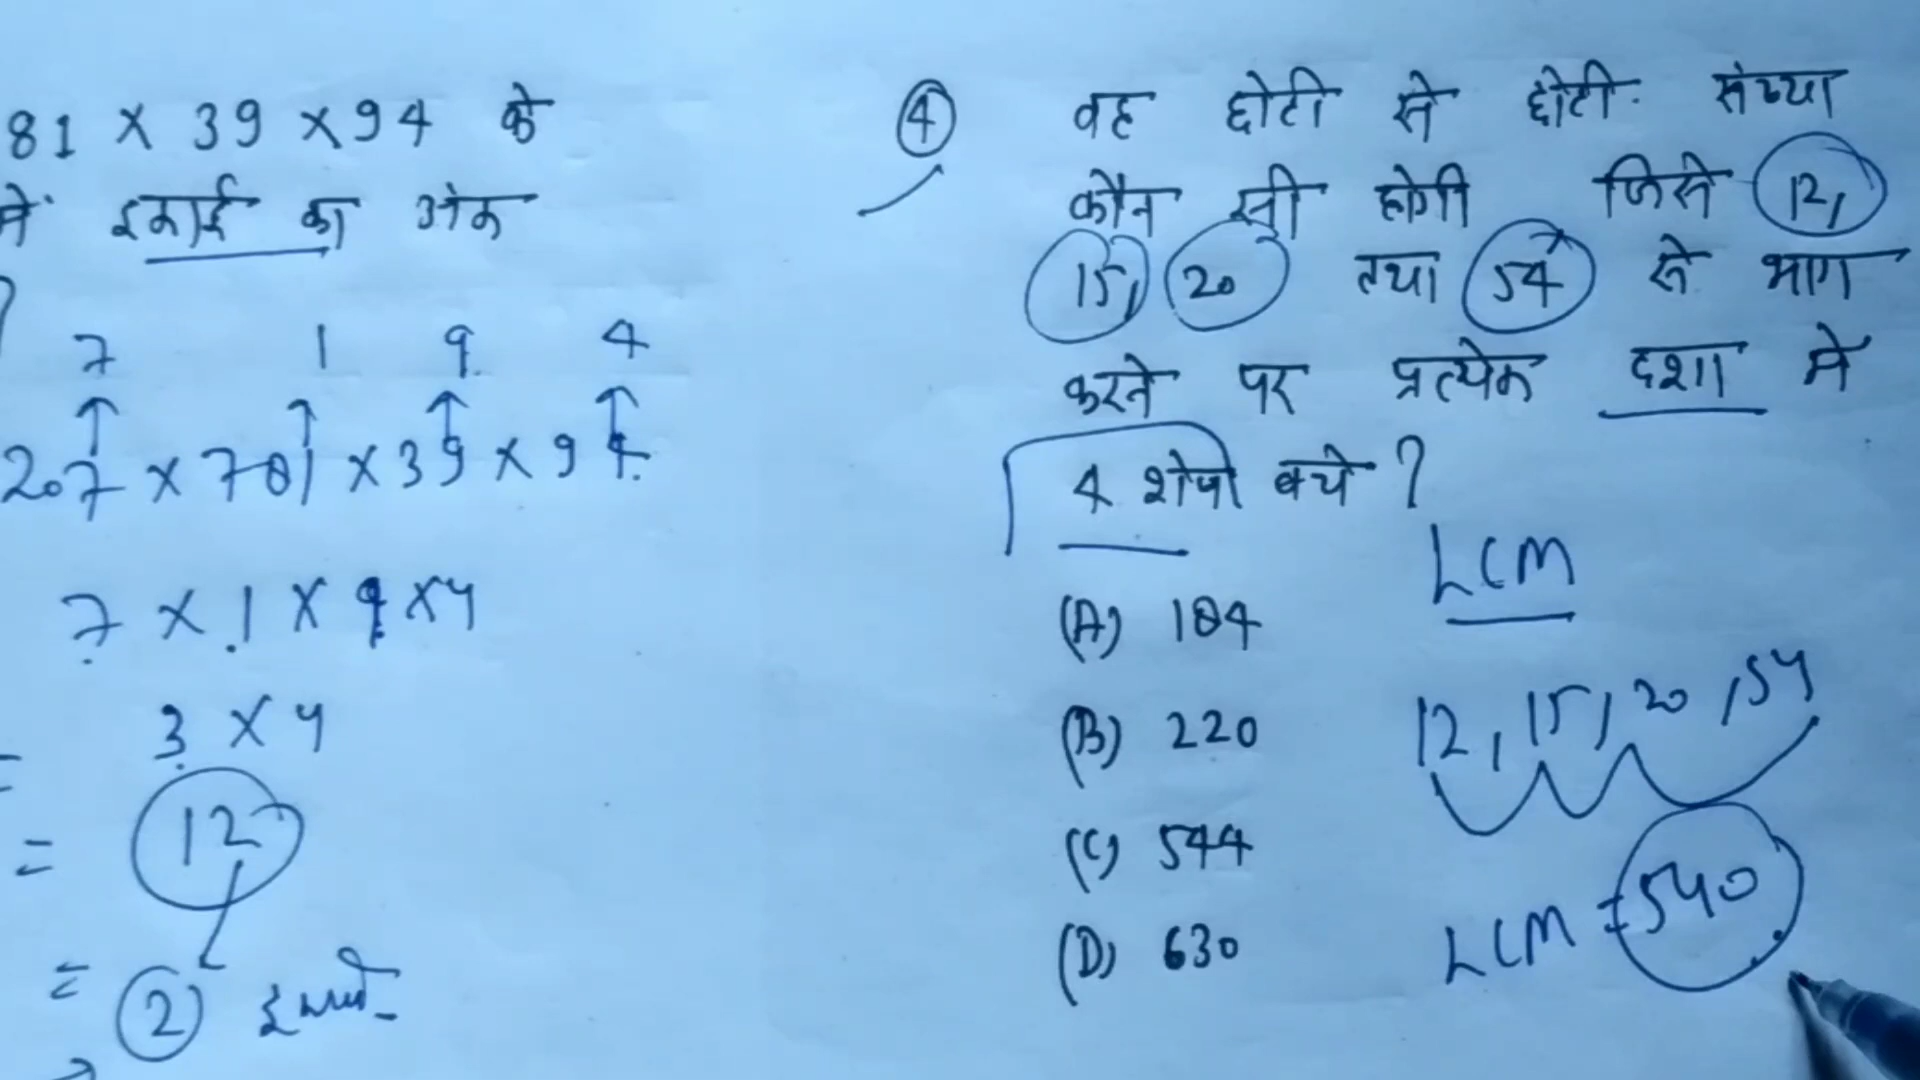 81 × 39 × 94 के
में इकाई का अंक
7 1 9 4
207 × 781 × 39 × 94
7 × 1 × 9 × 4
3 × 4
= 12
= 2
④ वह छोटी से छोटी संख्या
कौन सी होगी जिसे 12,
15, 20 तथा 54 से भाग
करने पर प्रत्येक दशा में
4 शेष बचे ?
(A) 184
(B) 220
(C) 544
(D) 630
LCM
12, 15, 20, 54
LCM = 540